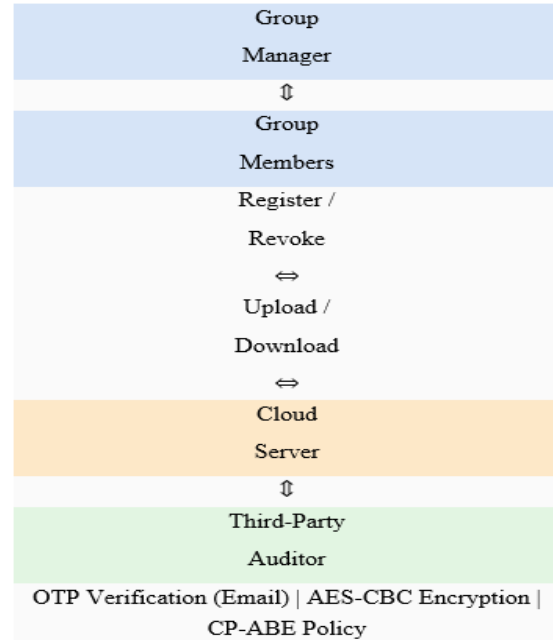 Group
Manager
⇕
Group
Members
Register /
Revoke
⇔
Upload /
Download
⇔
Cloud
Server
⇕
Third-Party
Auditor
OTP Verification (Email) | AES-CBC Encryption |
CP-ABE Policy